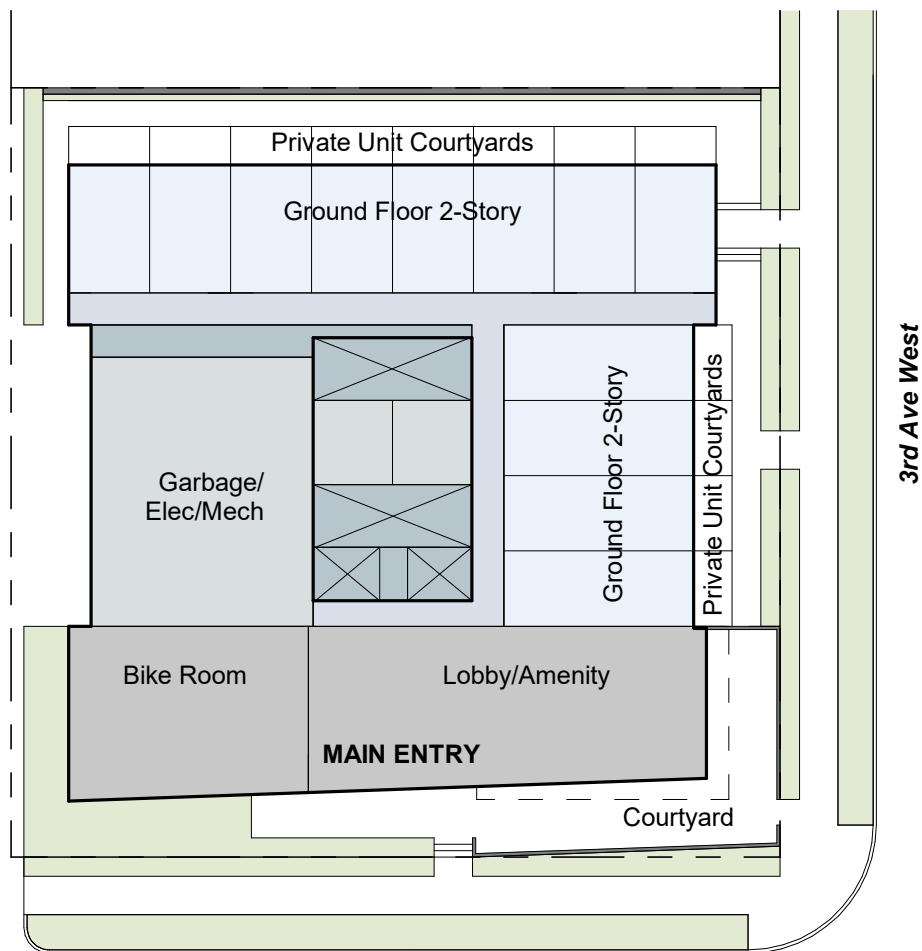 Private Unit Courtyards
Ground Floor 2-Story
3rd Ave West
Ground Floor 2-Story
Private Unit Courtyards
Garbage/
Elec/Mech
Bike Room
Lobby/Amenity
MAIN ENTRY
Courtyard